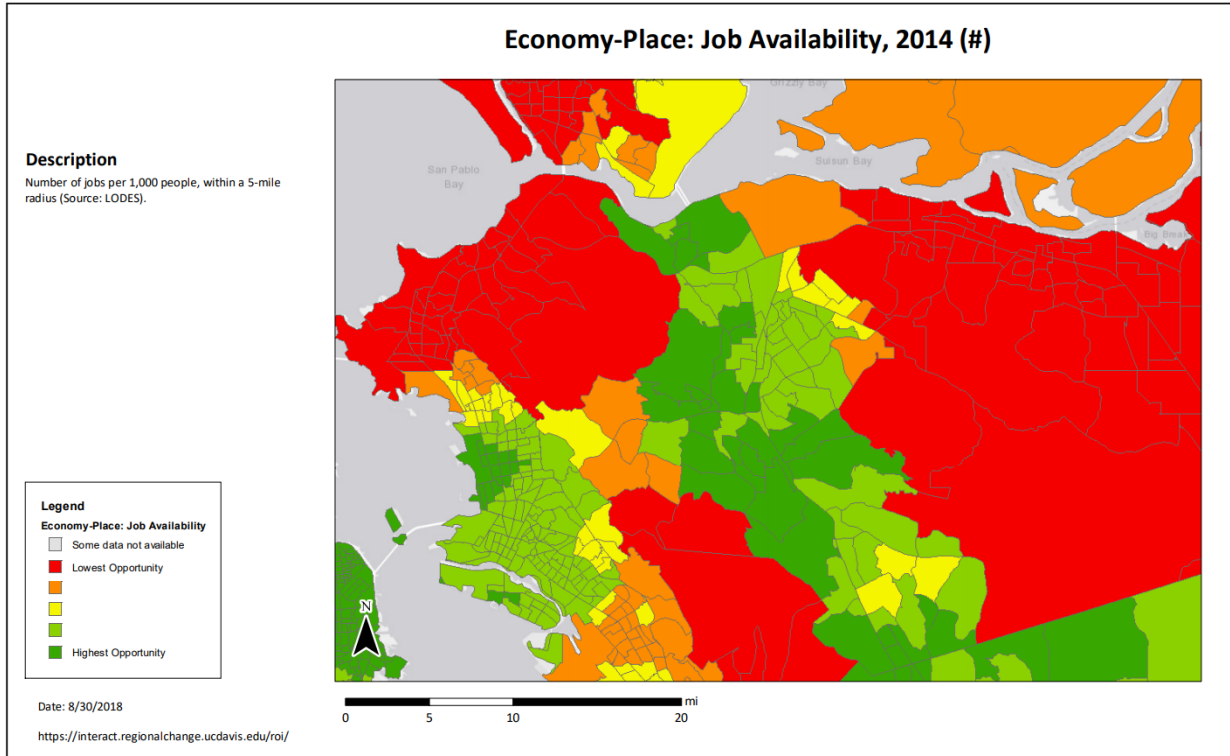 Economy-Place: Job Availability, 2014 (#)
Description
Number of jobs per 1,000 people, within a 5-mile
radius (Source: LODES).
Grizzly Bay
San Pablo
Bay
Suisun Bay
Big Break
Legend
Economy-Place: Job Availability
Some data not available
Lowest Opportunity
Highest Opportunity
N
mi
0 5 10 20
Date: 8/30/2018
https://interact.regionalchange.ucdavis.edu/roi/